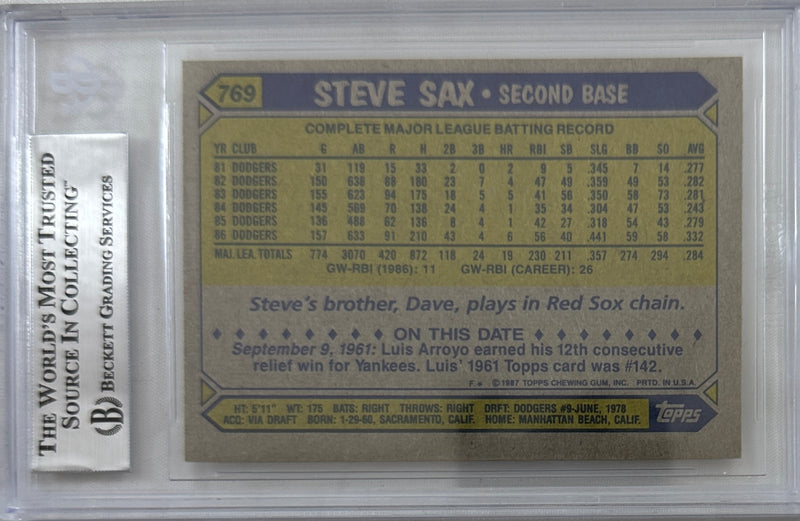 THE WORLD'S MOST TRUSTED
SOURCE IN COLLECTING™
B BECKETT GRADING SERVICES
769 STEVE SAX • SECOND BASE
COMPLETE MAJOR LEAGUE BATTING RECORD
YR CLUB G AB R H 2B 3B HR RBI SB SLG BB SO AVG
81 DODGERS 31 119 15 33 2 0 2 9 5 .345 7 14 .277
82 DODGERS 150 638 88 180 23 7 4 47 49 .359 49 53 .282
83 DODGERS 155 623 94 175 18 5 5 41 56 .350 58 73 .281
84 DODGERS 145 569 70 138 24 4 1 35 34 .304 47 53 .243
85 DODGERS 136 488 62 136 8 4 1 42 27 .318 54 43 .279
86 DODGERS 157 633 91 210 43 4 6 56 40 .441 59 58 .332
MAJ. LEA. TOTALS 774 3070 420 872 118 24 19 230 211 .357 274 294 .284
GW-RBI (1986): 11 GW-RBI (CAREER): 26
Steve's brother, Dave, plays in Red Sox chain.
ON THIS DATE
September 9, 1961: Luis Arroyo earned his 12th consecutive
relief win for Yankees. Luis' 1961 Topps card was #142.
F.* © 1987 TOPPS CHEWING GUM, INC. PRTD. IN U.S.A.
HT: 5'11" WT: 175 BATS: RIGHT THROWS: RIGHT DRFT: DODGERS #9-JUNE, 1978
ACQ: VIA DRAFT BORN: 1-29-60, SACRAMENTO, CALIF. HOME: MANHATTAN BEACH, CALIF.
Topps